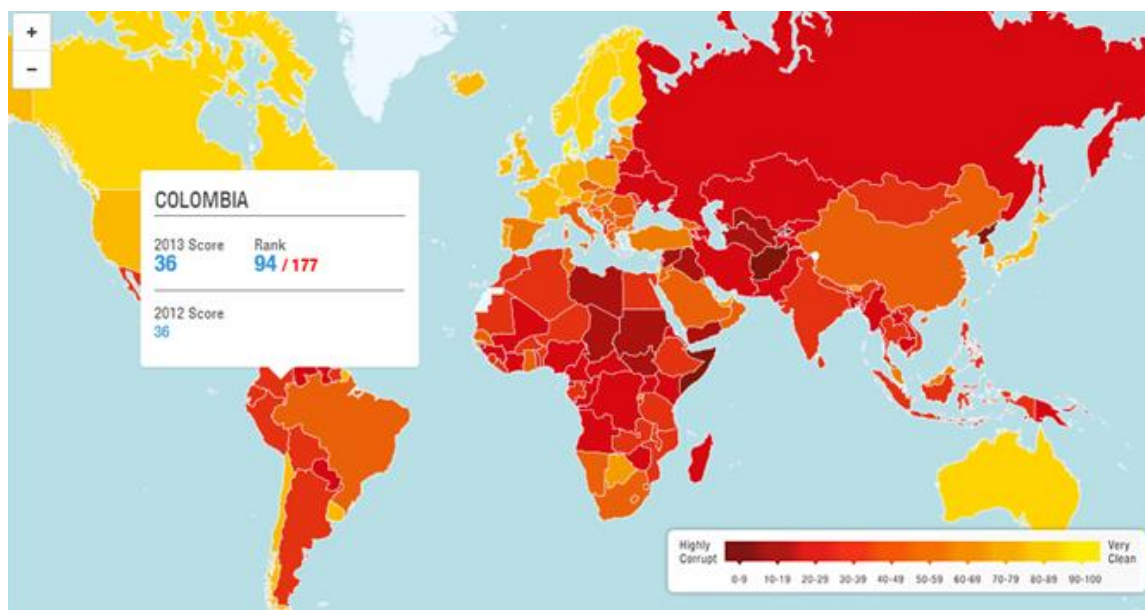 +
−
COLOMBIA
2013 Score Rank
36 94 / 177
2012 Score
36
Highly Corrupt
Very Clean
0-9 10-19 20-29 30-39 40-49 50-59 60-69 70-79 80-89 90-100